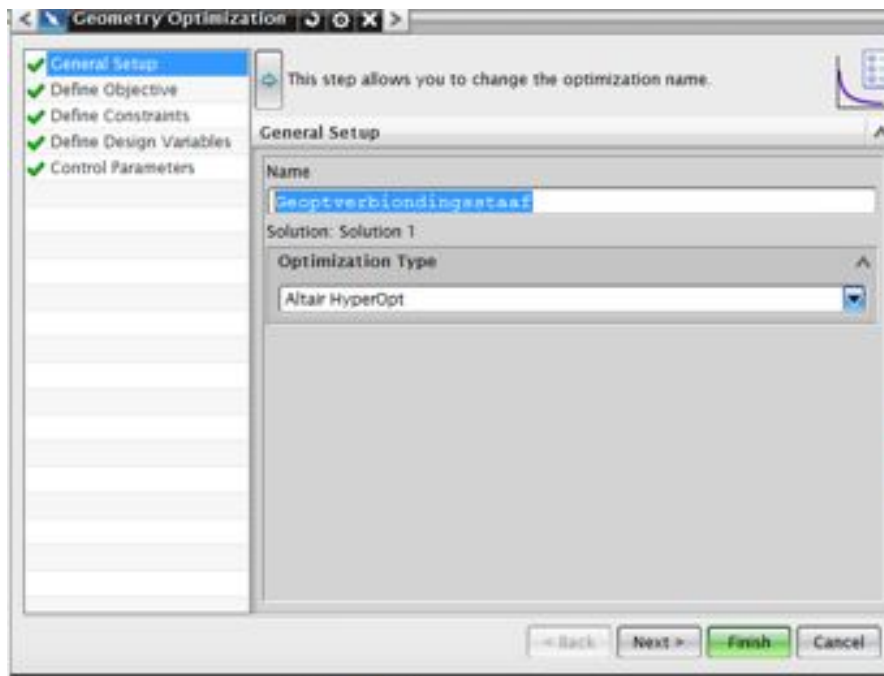 Geometry Optimization
General Setup
Define Objective
Define Constraints
Define Design Variables
Control Parameters
This step allows you to change the optimization name.
General Setup
Name
Geoptverbiondingsstaaf
Solution: Solution 1
Optimization Type
Altair HyperOpt
< Back
Next >
Finish
Cancel